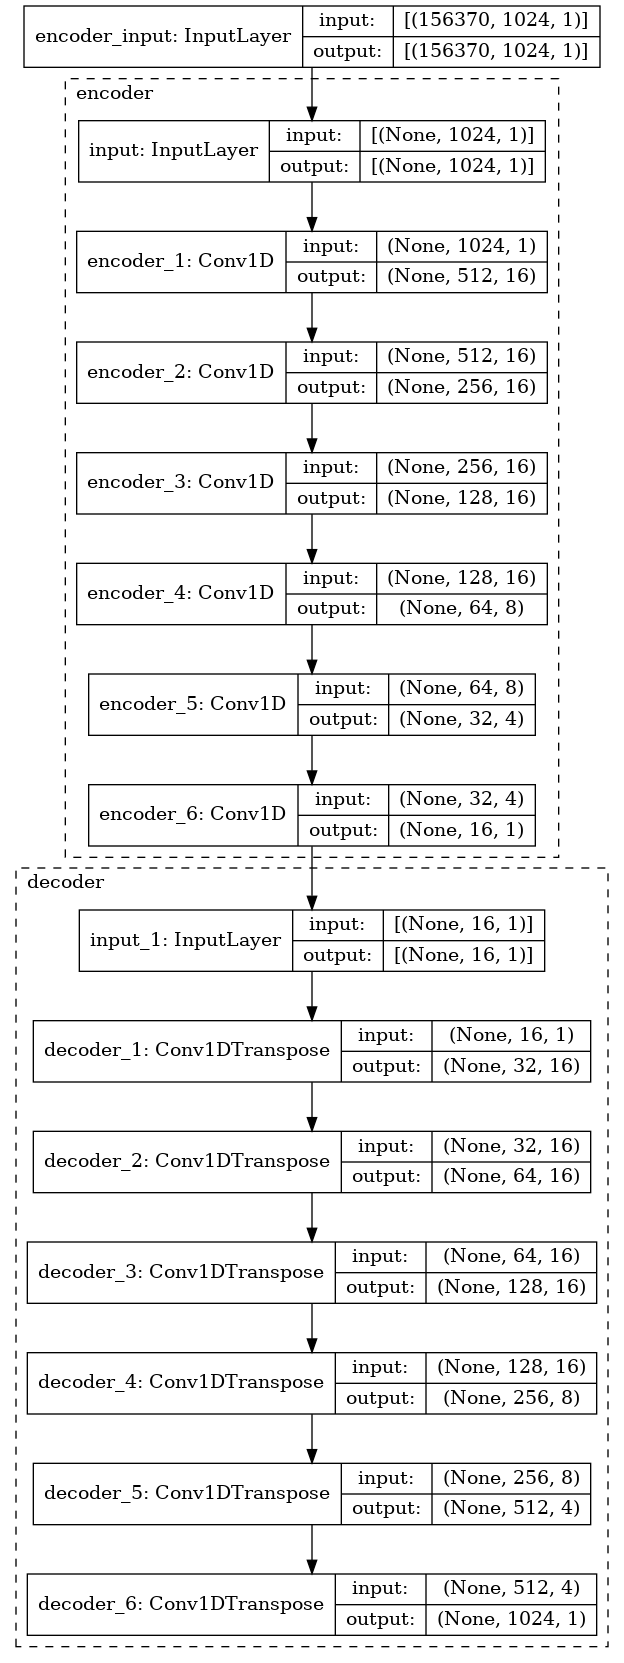 encoder_input: InputLayer
input: [(156370, 1024, 1)]
output: [(156370, 1024, 1)]
encoder
input: InputLayer
input: [(None, 1024, 1)]
output: [(None, 1024, 1)]
encoder_1: Conv1D
input: (None, 1024, 1)
output: (None, 512, 16)
encoder_2: Conv1D
input: (None, 512, 16)
output: (None, 256, 16)
encoder_3: Conv1D
input: (None, 256, 16)
output: (None, 128, 16)
encoder_4: Conv1D
input: (None, 128, 16)
output: (None, 64, 8)
encoder_5: Conv1D
input: (None, 64, 8)
output: (None, 32, 4)
encoder_6: Conv1D
input: (None, 32, 4)
output: (None, 16, 1)
decoder
input_1: InputLayer
input: [(None, 16, 1)]
output: [(None, 16, 1)]
decoder_1: Conv1DTranspose
input: (None, 16, 1)
output: (None, 32, 16)
decoder_2: Conv1DTranspose
input: (None, 32, 16)
output: (None, 64, 16)
decoder_3: Conv1DTranspose
input: (None, 64, 16)
output: (None, 128, 16)
decoder_4: Conv1DTranspose
input: (None, 128, 16)
output: (None, 256, 8)
decoder_5: Conv1DTranspose
input: (None, 256, 8)
output: (None, 512, 4)
decoder_6: Conv1DTranspose
input: (None, 512, 4)
output: (None, 1024, 1)